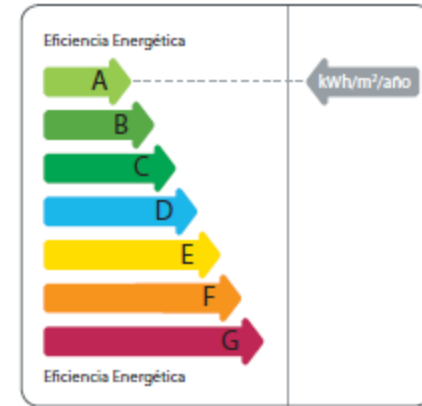 Eficiencia Energética
A
kWh/m²/año
B
C
D
E
F
G
Eficiencia Energética